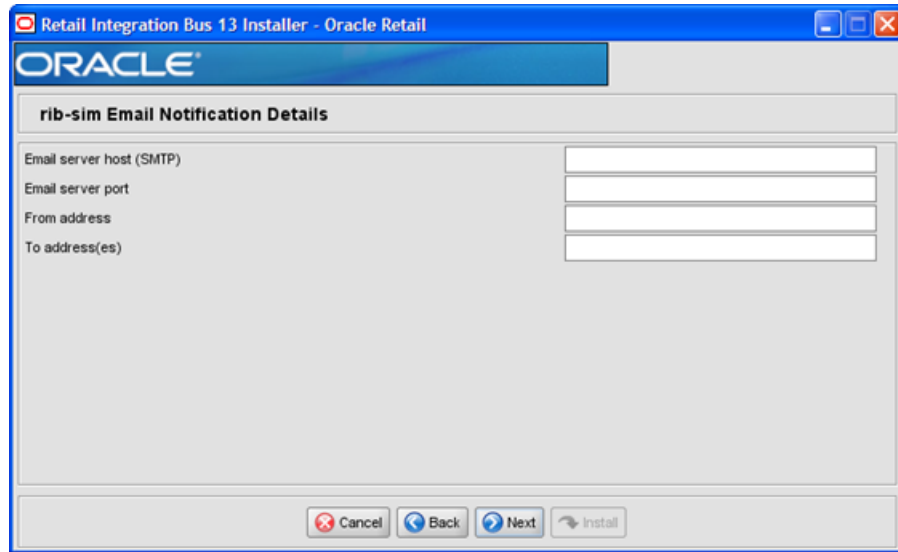 Retail Integration Bus 13 Installer - Oracle Retail
ORACLE®
rib-sim Email Notification Details
Email server host (SMTP)
Email server port
From address
To address(es)
Cancel Back Next Install